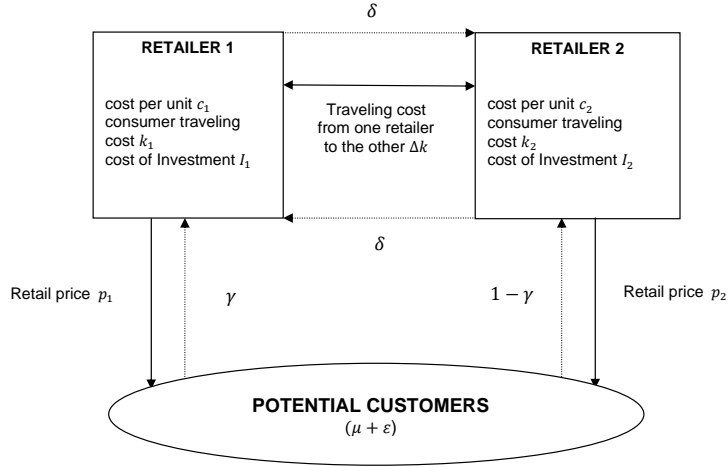 δ
RETAILER 1
cost per unit c₁
consumer traveling
cost k₁
cost of Investment I₁
Traveling cost
from one retailer
to the other Δk
RETAILER 2
cost per unit c₂
consumer traveling
cost k₂
cost of Investment I₂
δ
Retail price p₁
γ
1 − γ
Retail price p₂
POTENTIAL CUSTOMERS
(μ + ε)